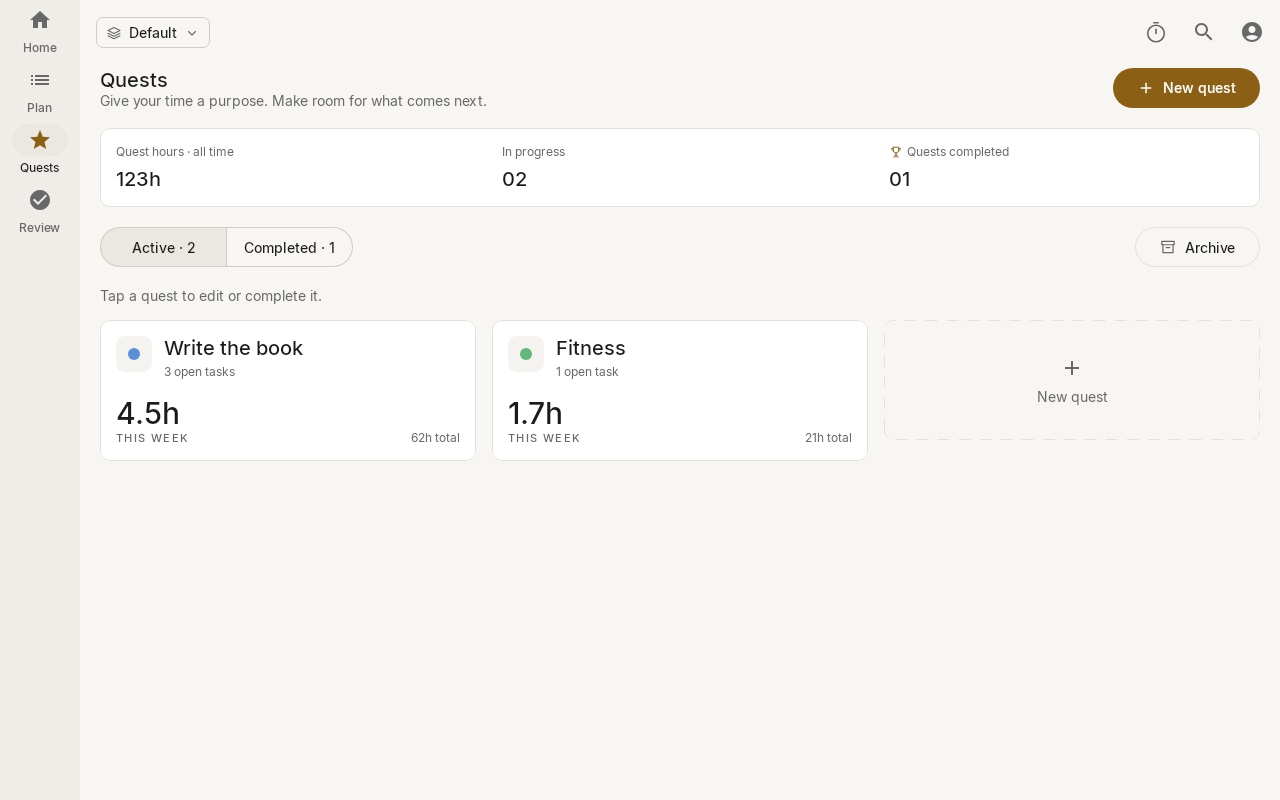 Home
Plan
Quests
Review
Default
Quests
Give your time a purpose. Make room for what comes next.
New quest
Quest hours · all time
123h
In progress
02
Quests completed
01
Active · 2
Completed · 1
Archive
Tap a quest to edit or complete it.
Write the book
3 open tasks
4.5h
THIS WEEK
62h total
Fitness
1 open task
1.7h
THIS WEEK
21h total
New quest